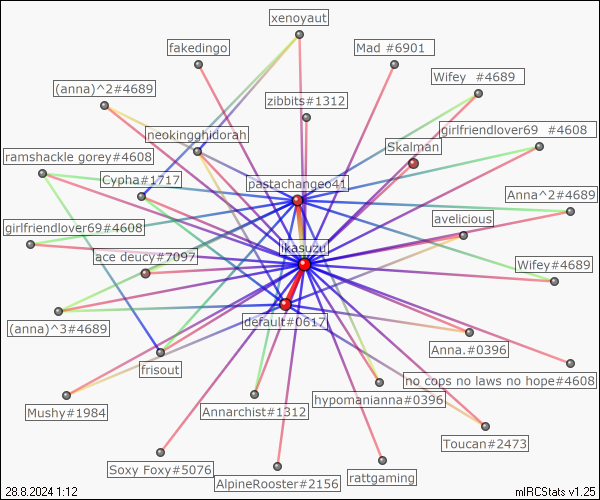 xenoyaut
fakedingo
Mad #6901
(anna)^2#4689
Wifey  #4689
zibbits#1312
neokingghidorah
girlfriendlover69  #4608
Skalman
ramshackle gorey#4608
Cypha#1717
pastachangeo41
Anna^2#4689
avelicious
girlfriendlover69#4608
ikasuzu
ace deucy#7097
Wifey#4689
(anna)^3#4689
default#0617
Anna.#0396
frisout
no cops no laws no hope#4608
hypomanianna#0396
Mushy#1984
Annarchist#1312
Toucan#2473
Soxy Foxy#5076
AlpineRooster#2156
rattgaming
28.8.2024 1:12
mIRCStats v1.25